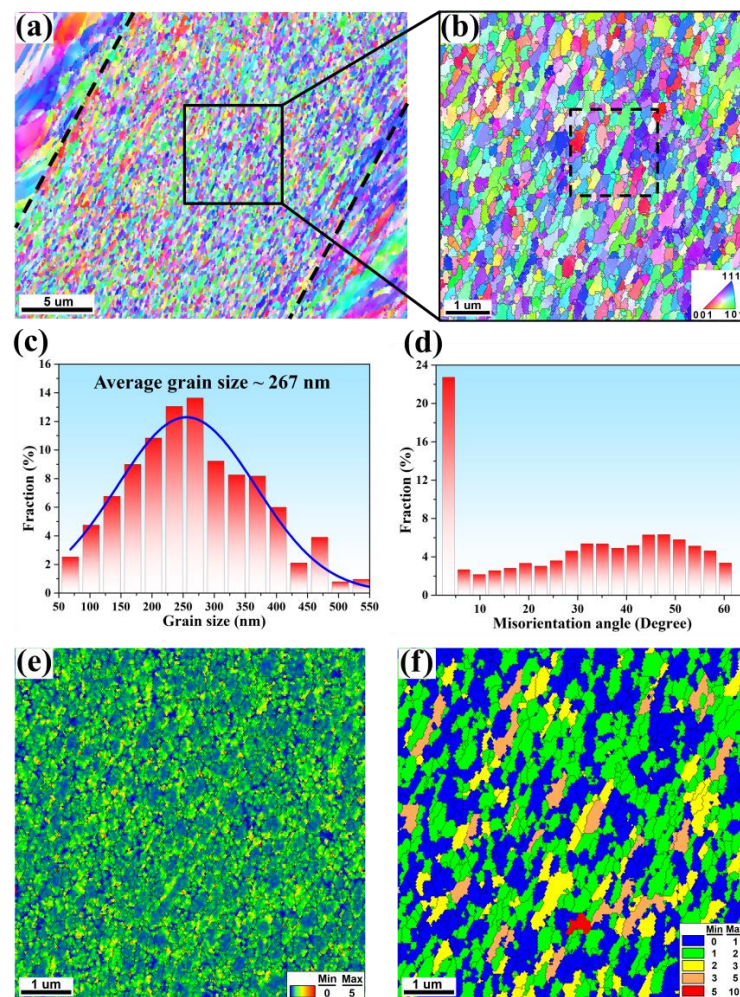 (a)
5 um
(b)
1 um
111
001
10
(c)
Average grain size ~ 267 nm
16
14
12
10
8
6
4
2
0
Fraction (%)
50 100 150 200 250 300 350 400 450 500 550
Grain size (nm)
(d)
24
20
16
12
8
4
0
Fraction (%)
10 20 30 40 50 60
Misorientation angle (Degree)
(e)
1 um
Min Max
0 5
(f)
1 um
Min Ma
0 1
1 2
2 3
3 5
5 10